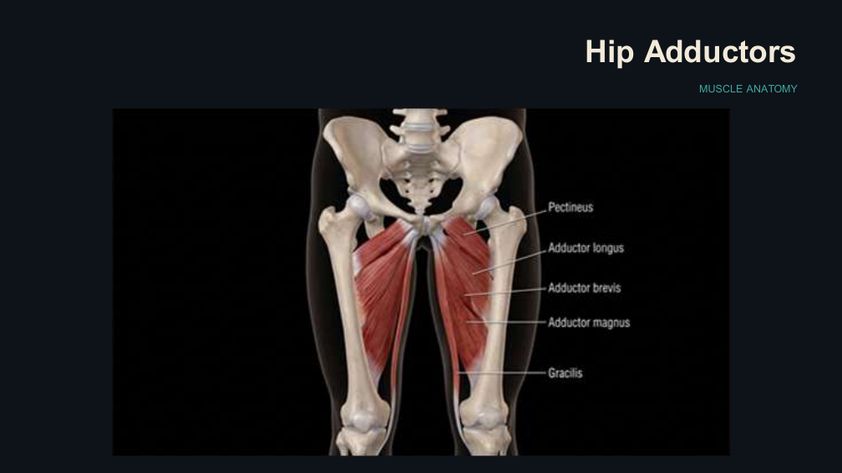 Hip Adductors
MUSCLE ANATOMY
Pectineus
Adductor longus
Adductor brevis
Adductor magnus
Gracilis